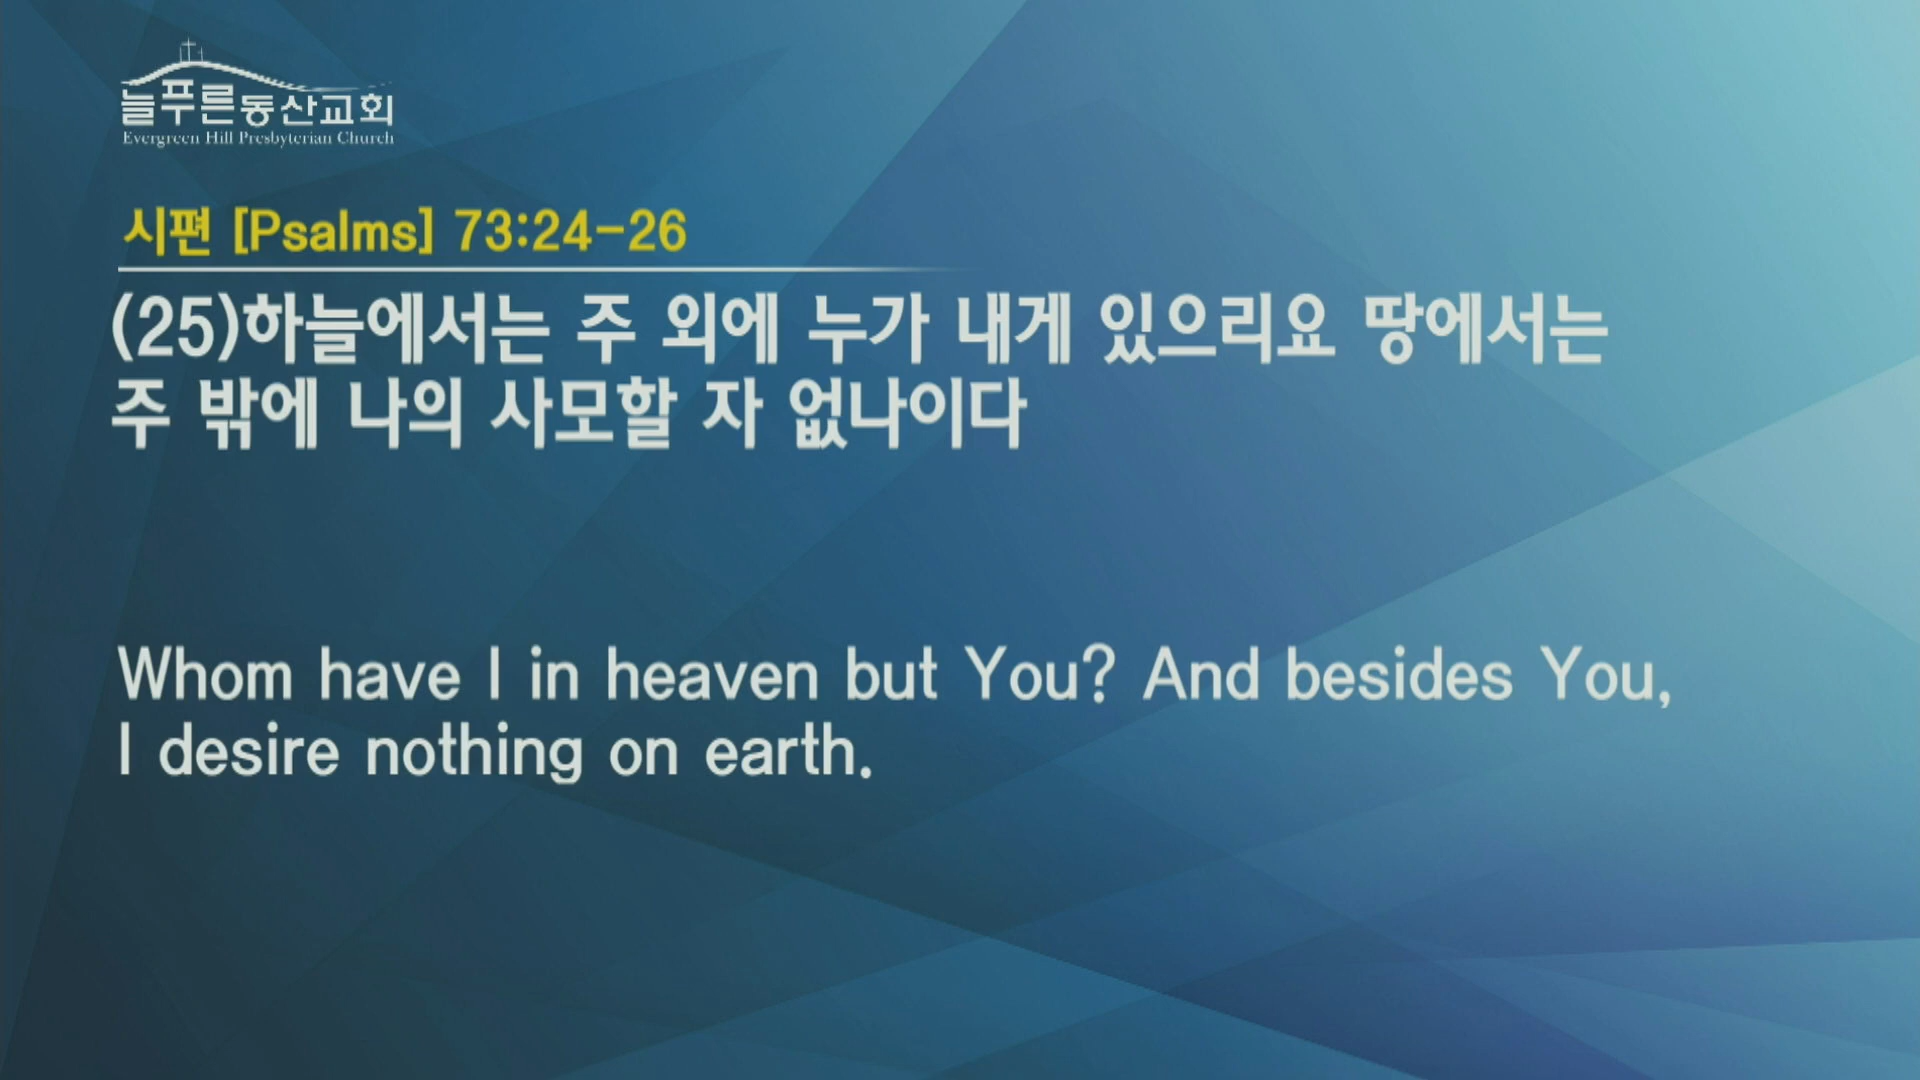 늘푸른동산교회
Evergreen Hill Presbyterian Church
시편 [Psalms] 73:24-26
(25)하늘에서는 주 외에 누가 내게 있으리요 땅에서는
주 밖에 나의 사모할 자 없나이다
Whom have I in heaven but You? And besides You,
I desire nothing on earth.